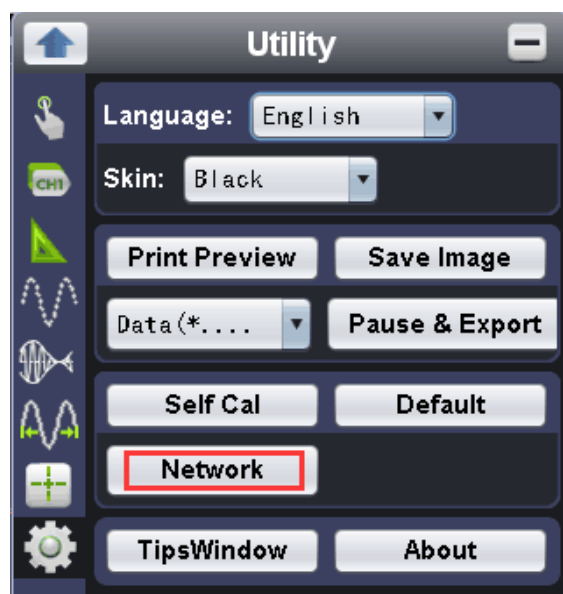 Utility
CH1
Language: English
Skin: Black
Print Preview Save Image
Data(*.... Pause & Export
Self Cal Default
Network
TipsWindow About